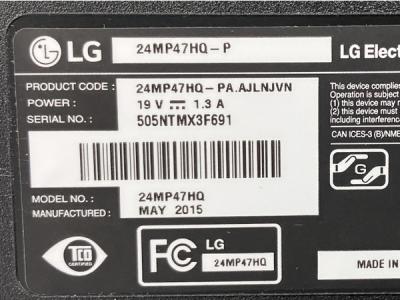 LG 24MP47HQ-P LG Elect
PRODUCT CODE : 24MP47HQ-PA.AJLNJVN
POWER : 19 V ⎓ 1.3 A
SERIAL NO. : 505NTMX3F691
This device complies
Operation is subject
(1) this device may n
(2) this device must
including interference
CAN ICES-3 (B)/NMB
G
MODEL NO. : 24MP47HQ
MANUFACTURED : MAY 2015
TCO
CERTIFIED
FC LG
24MP47HQ
MADE IN